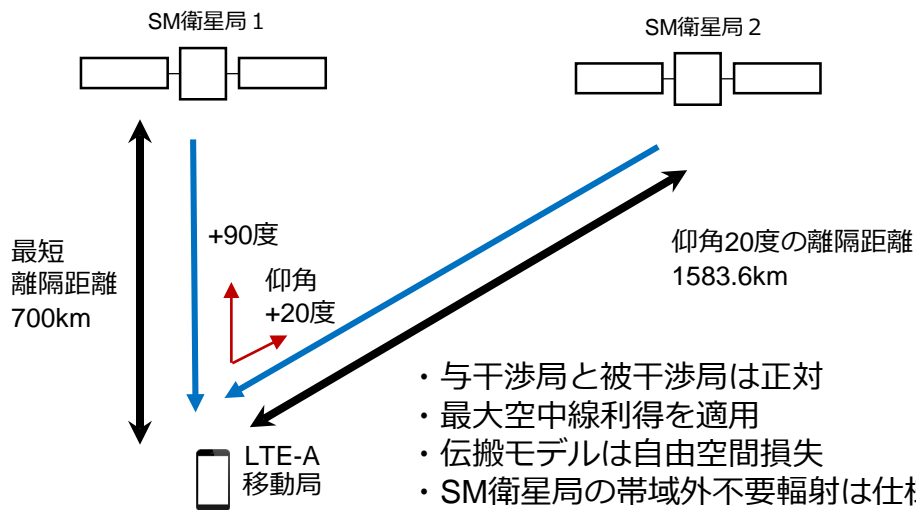 SM衛星局１
SM衛星局２
+90度
最短
離隔距離
700km
仰角
+20度
仰角20度の離隔距離
1583.6km
LTE-A
移動局
・与干渉局と被干渉局は正対
・最大空中線利得を適用
・伝搬モデルは自由空間損失
・SM衛星局の帯域外不要輻射は仕